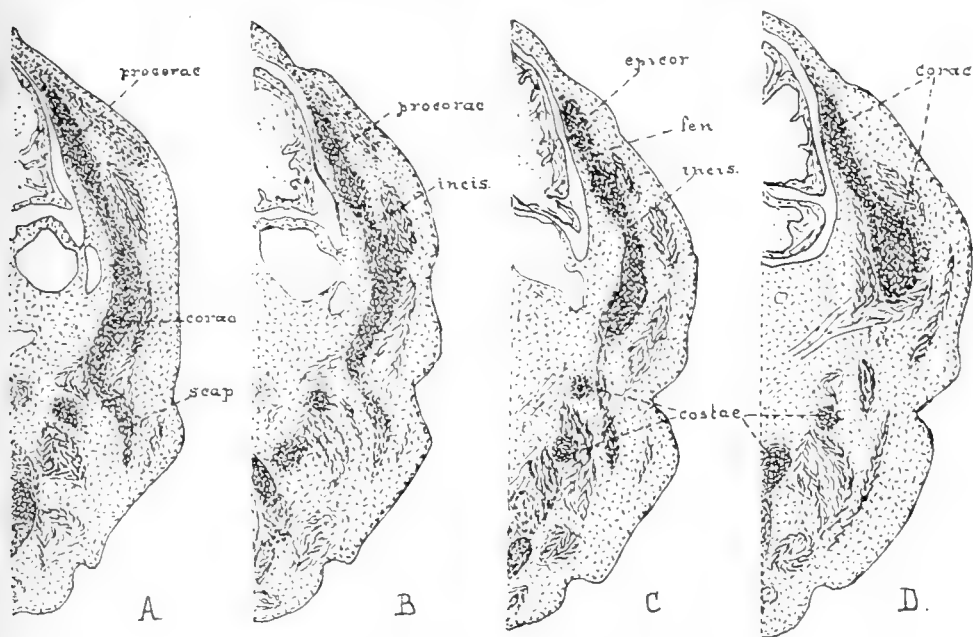 procorac
corac
scap
A
procorac
incis.
B
epicor
fen
incis.
costae
C
corac
D.